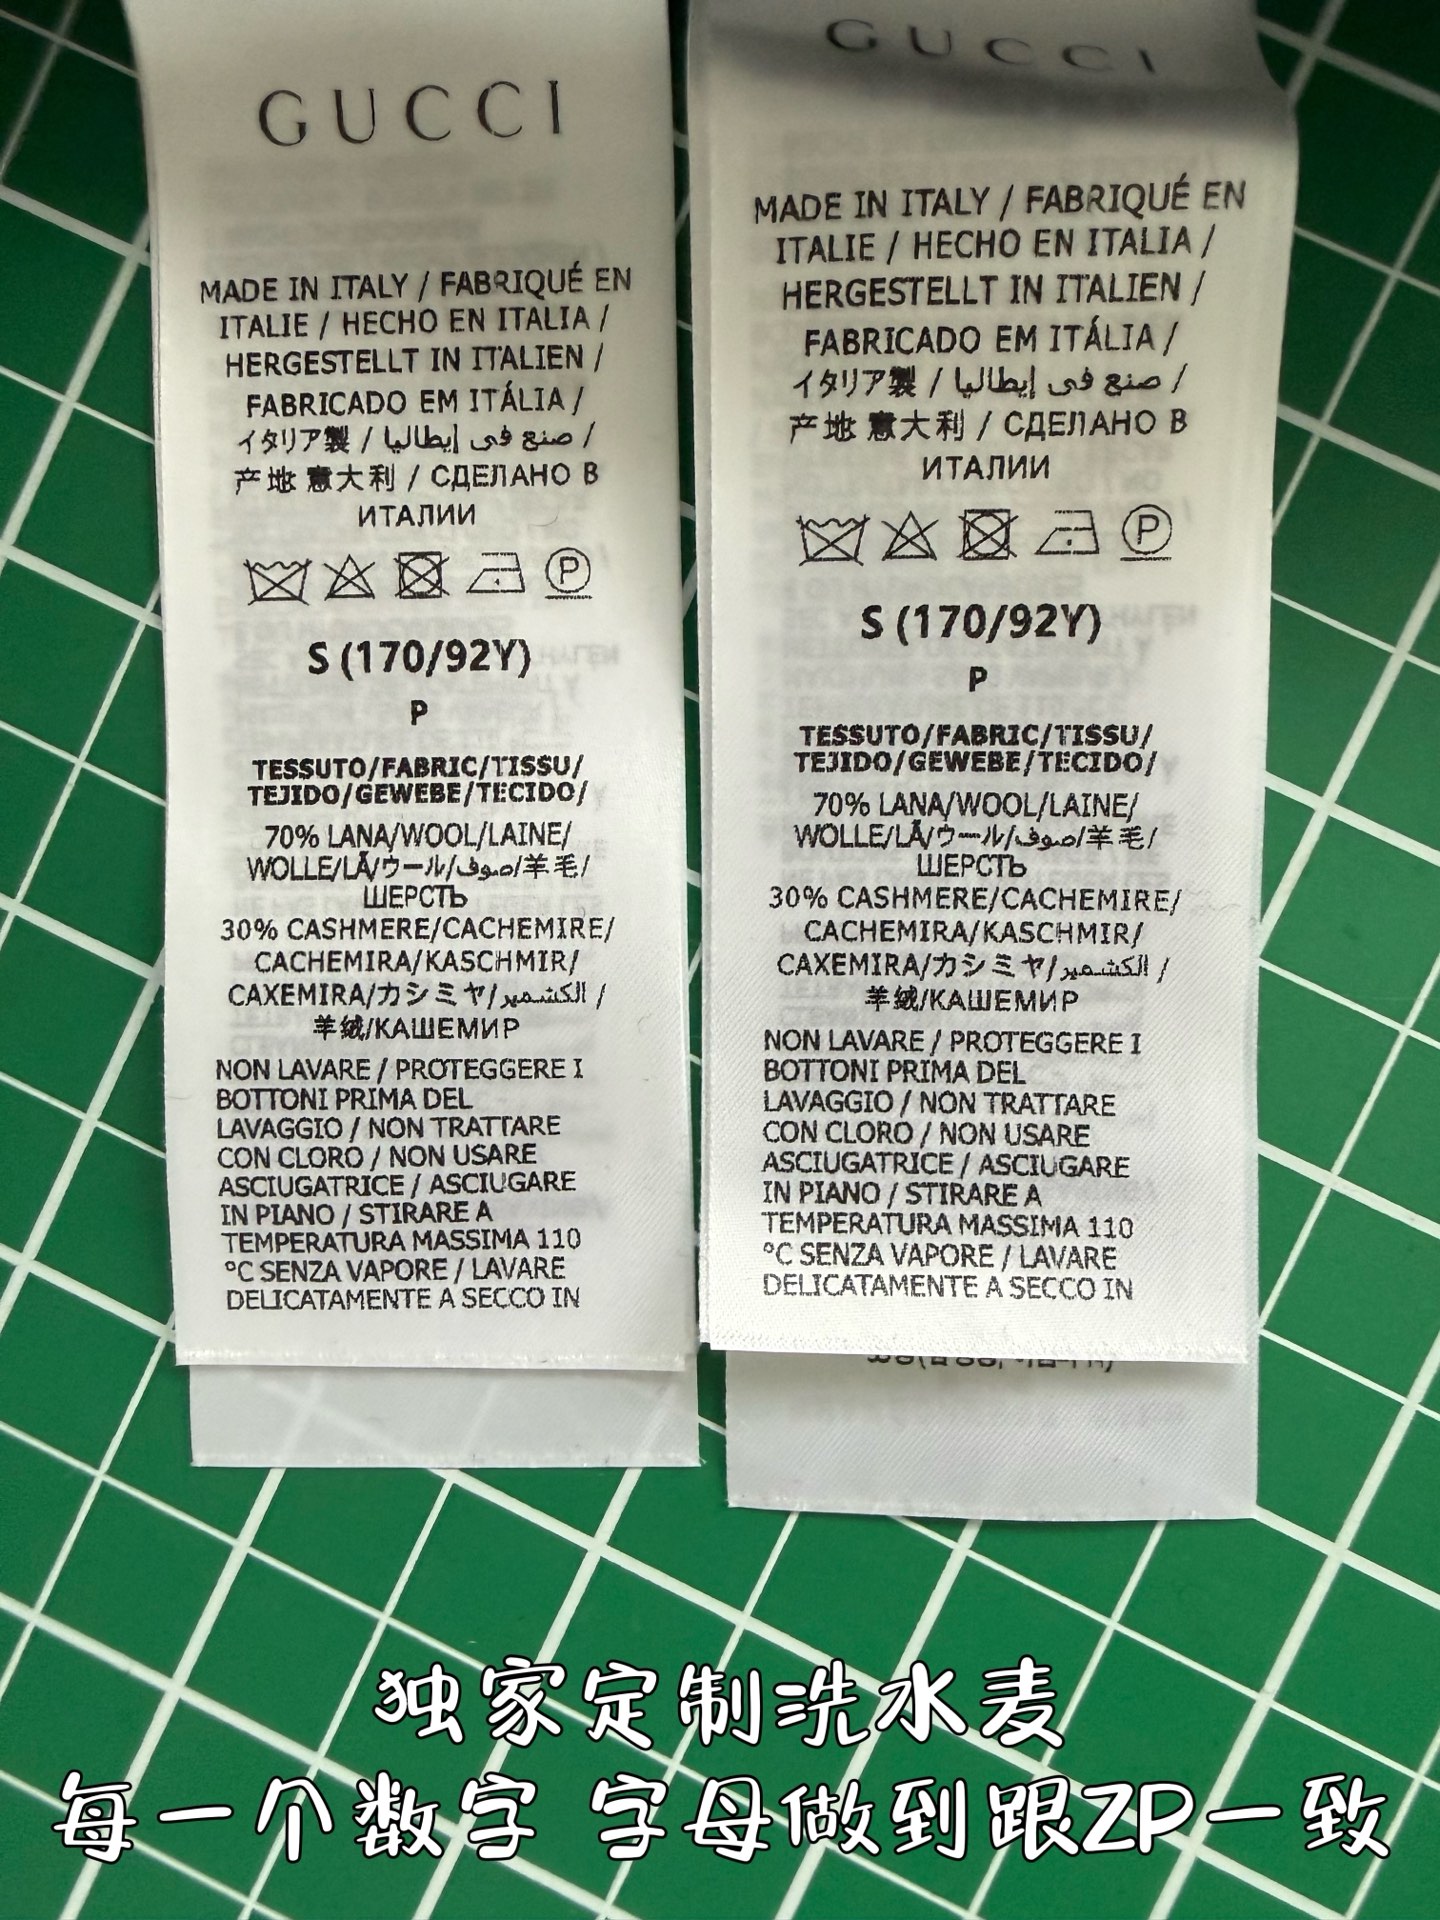 GUCCI
MADE IN ITALY / FABRIQUÉ EN
ITALIE / HECHO EN ITALIA /
HERGESTELLT IN ITALIEN /
FABRICADO EM ITÁLIA /
イタリア製 / صنع في إيطاليا /
产地 意大利 / СДЕЛАНО В
ИТАЛИИ
P
S (170/92Y)
P
TESSUTO/FABRIC/TISSU/
TEJIDO/GEWEBE/TECIDO/
70% LANA/WOOL/LAINE/
WOLLE/LÃ/ウール/صوف/羊毛/
ШЕРСТЬ
30% CASHMERE/CACHEMIRE/
CACHEMIRA/KASCHMIR/
CAXEMIRA/カシミヤ/الكشمير /
羊绒/КАШЕМИР
NON LAVARE / PROTEGGERE I
BOTTONI PRIMA DEL
LAVAGGIO / NON TRATTARE
CON CLORO / NON USARE
ASCIUGATRICE / ASCIUGARE
IN PIANO / STIRARE A
TEMPERATURA MASSIMA 110
°C SENZA VAPORE / LAVARE
DELICATAMENTE A SECCO IN
GUCCI
MADE IN ITALY / FABRIQUÉ EN
ITALIE / HECHO EN ITALIA /
HERGESTELLT IN ITALIEN /
FABRICADO EM ITÁLIA /
イタリア製 / صنع في إيطاليا /
产地 意大利 / СДЕЛАНО В
ИТАЛИИ
P
S (170/92Y)
P
TESSUTO/FABRIC/TISSU/
TEJIDO/GEWEBE/TECIDO/
70% LANA/WOOL/LAINE/
WOLLE/LÃ/ウール/صوف/羊毛/
ШЕРСТЬ
30% CASHMERE/CACHEMIRE/
CACHEMIRA/KASCHMIR/
CAXEMIRA/カシミヤ/الكشمير /
羊绒/КАШЕМИР
NON LAVARE / PROTEGGERE I
BOTTONI PRIMA DEL
LAVAGGIO / NON TRATTARE
CON CLORO / NON USARE
ASCIUGATRICE / ASCIUGARE
IN PIANO / STIRARE A
TEMPERATURA MASSIMA 110
°C SENZA VAPORE / LAVARE
DELICATAMENTE A SECCO IN
独家定制洗水麦
每一个数字 字母做到跟ZP一致